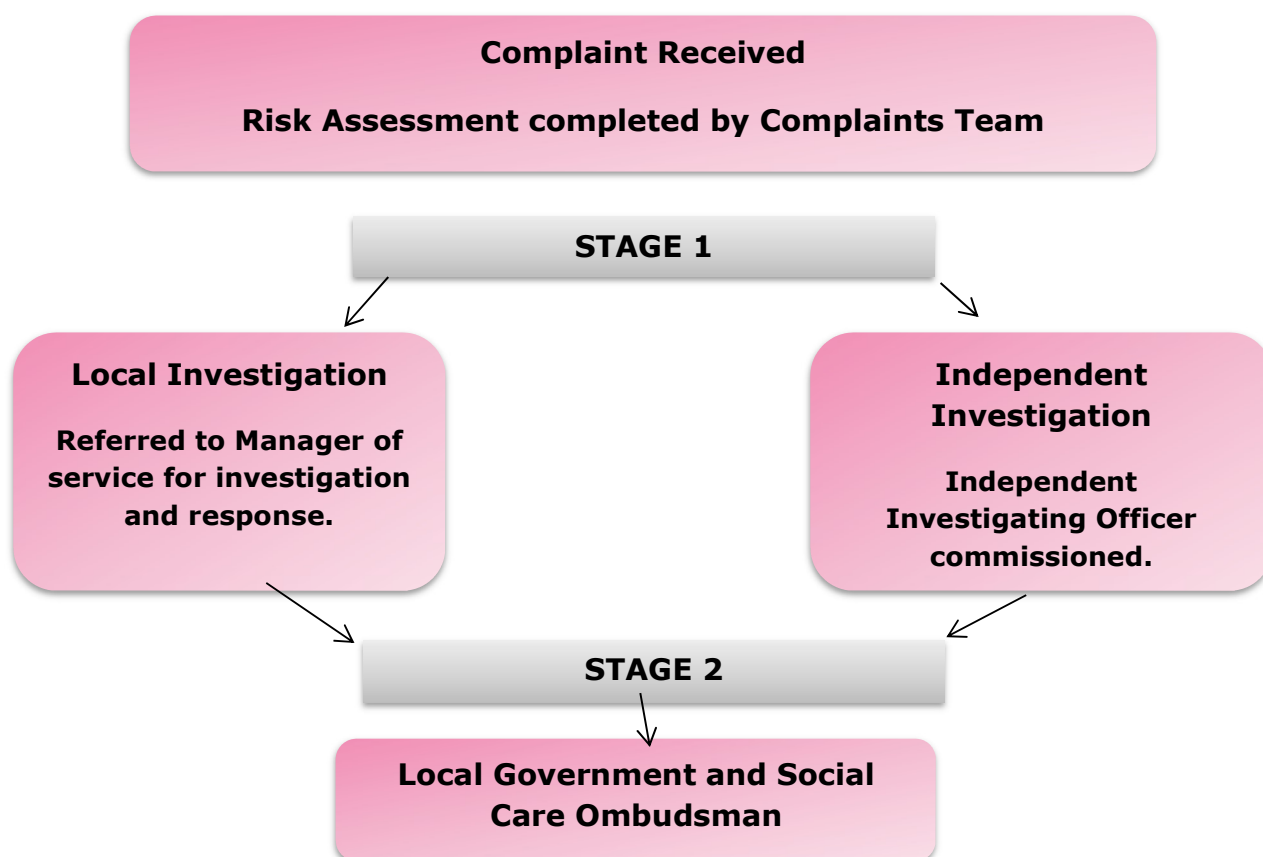 Complaint Received
Risk Assessment completed by Complaints Team
STAGE 1
Local Investigation
Referred to Manager of
service for investigation
and response.
Independent
Investigation
Independent
Investigating Officer
commissioned.
STAGE 2
Local Government and Social
Care Ombudsman